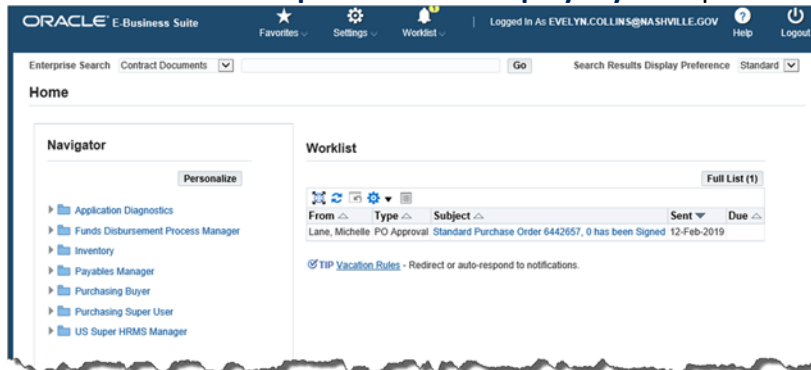 ORACLE® E-Business Suite
Favorites Settings Worklist 1 Logged In As EVELYN.COLLINS@NASHVILLE.GOV Help Logout
Enterprise Search Contract Documents Go Search Results Display Preference Standard
Home
Navigator
Personalize
Application Diagnostics
Funds Disbursement Process Manager
Inventory
Payables Manager
Purchasing Buyer
Purchasing Super User
US Super HRMS Manager
Worklist
Full List (1)
From Type Subject Sent Due
Lane, Michelle PO Approval Standard Purchase Order 6442657, 0 has been Signed 12-Feb-2019
TIP Vacation Rules - Redirect or auto-respond to notifications.